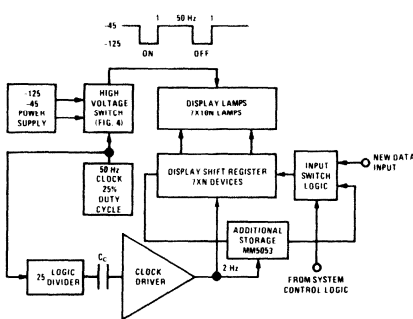 1 50 Hz 1
-45
-125
ON OFF
-125
-45
POWER
SUPPLY
HIGH
VOLTAGE
SWITCH
(FIG. 4)
DISPLAY LAMPS
7X10N LAMPS
50 Hz
CLOCK
25%
DUTY
CYCLE
DISPLAY SHIFT REGISTER
7XN DEVICES
INPUT
SWITCH
LOGIC
NEW DATA
INPUT
ADDITIONAL
STORAGE
MM5053
25 LOGIC
DIVIDER
CC
CLOCK
DRIVER
2 Hz
FROM SYSTEM
CONTROL LOGIC